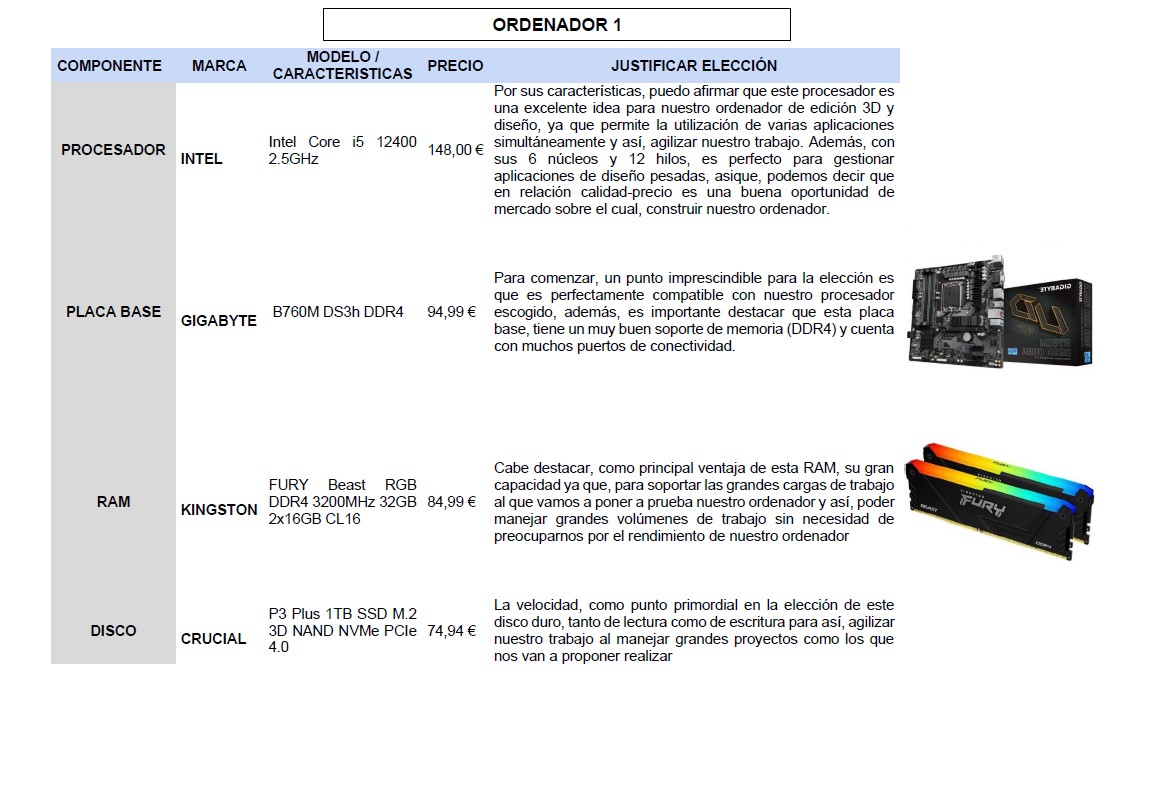 ORDENADOR 1
COMPONENTE MARCA MODELO / CARACTERISTICAS PRECIO JUSTIFICAR ELECCIÓN
PROCESADOR
INTEL
Intel Core i5 12400
2.5GHz
148,00 €
Por sus características, puedo afirmar que este procesador es
una excelente idea para nuestro ordenador de edición 3D y
diseño, ya que permite la utilización de varias aplicaciones
simultáneamente y así, agilizar nuestro trabajo. Además, con
sus 6 núcleos y 12 hilos, es perfecto para gestionar
aplicaciones de diseño pesadas, asique, podemos decir que
en relación calidad-precio es una buena oportunidad de
mercado sobre el cual, construir nuestro ordenador.
PLACA BASE
GIGABYTE
B760M DS3h DDR4
94,99 €
Para comenzar, un punto imprescindible para la elección es
que es perfectamente compatible con nuestro procesador
escogido, además, es importante destacar que esta placa
base, tiene un muy buen soporte de memoria (DDR4) y cuenta
con muchos puertos de conectividad.
GIGABYTE
RAM
KINGSTON
FURY Beast RGB
DDR4 3200MHz 32GB
2x16GB CL16
84,99 €
Cabe destacar, como principal ventaja de esta RAM, su gran
capacidad ya que, para soportar las grandes cargas de trabajo
al que vamos a poner a prueba nuestro ordenador y así, poder
manejar grandes volúmenes de trabajo sin necesidad de
preocuparnos por el rendimiento de nuestro ordenador
KINGSTON
FURY
BEAST
DDR4
DISCO
CRUCIAL
P3 Plus 1TB SSD M.2
3D NAND NVMe PCIe
4.0
74,94 €
La velocidad, como punto primordial en la elección de este
disco duro, tanto de lectura como de escritura para así, agilizar
nuestro trabajo al manejar grandes proyectos como los que
nos van a proponer realizar